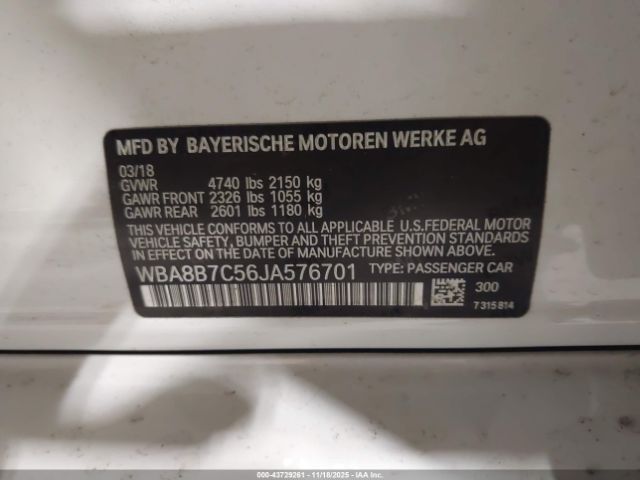 MFD BY BAYERISCHE MOTOREN WERKE AG
03/18
GVWR 4740 lbs 2150 kg
GAWR FRONT 2326 lbs 1055 kg
GAWR REAR 2601 lbs 1180 kg
THIS VEHICLE CONFORMS TO ALL APPLICABLE U.S.FEDERAL MOTOR
VEHICLE SAFETY, BUMPER AND THEFT PREVENTION STANDARDS
IN EFFECT ON THE DATE OF MANUFACTURE SHOWN ABOVE.
WBA8B7C56JA576701 TYPE: PASSENGER CAR
300
7315814
000-43729261 - 11/18/2025 - IAAI Copart